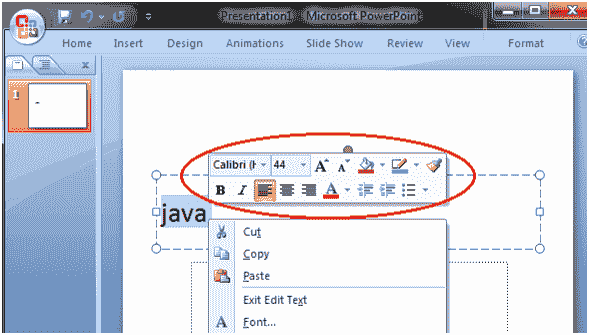 Presentation1 Microsoft PowerPoint
Home Insert Design Animations Slide Show Review View Format
1
Calibri (H 44 A A
B I A
java
Cut
Copy
Paste
Exit Edit Text
A Font...